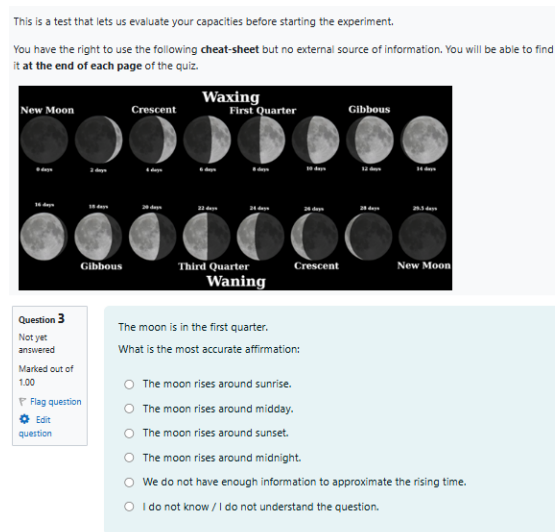 This is a test that lets us evaluate your capacities before starting the experiment.
You have the right to use the following cheat-sheet but no external source of information. You will be able to find
it at the end of each page of the quiz.
Waxing
New Moon Crescent First Quarter Gibbous
0 days 2 days 4 days 6 days 8 days 10 days 12 days 14 days
16 days 18 days 20 days 22 days 24 days 26 days 28 days 29.5 days
Gibbous Third Quarter Crescent New Moon
Waning
Question 3
Not yet
answered
Marked out of
1.00
Flag question
Edit
question
The moon is in the first quarter.
What is the most accurate affirmation:
The moon rises around sunrise.
The moon rises around midday.
The moon rises around sunset.
The moon rises around midnight.
We do not have enough information to approximate the rising time.
I do not know / I do not understand the question.